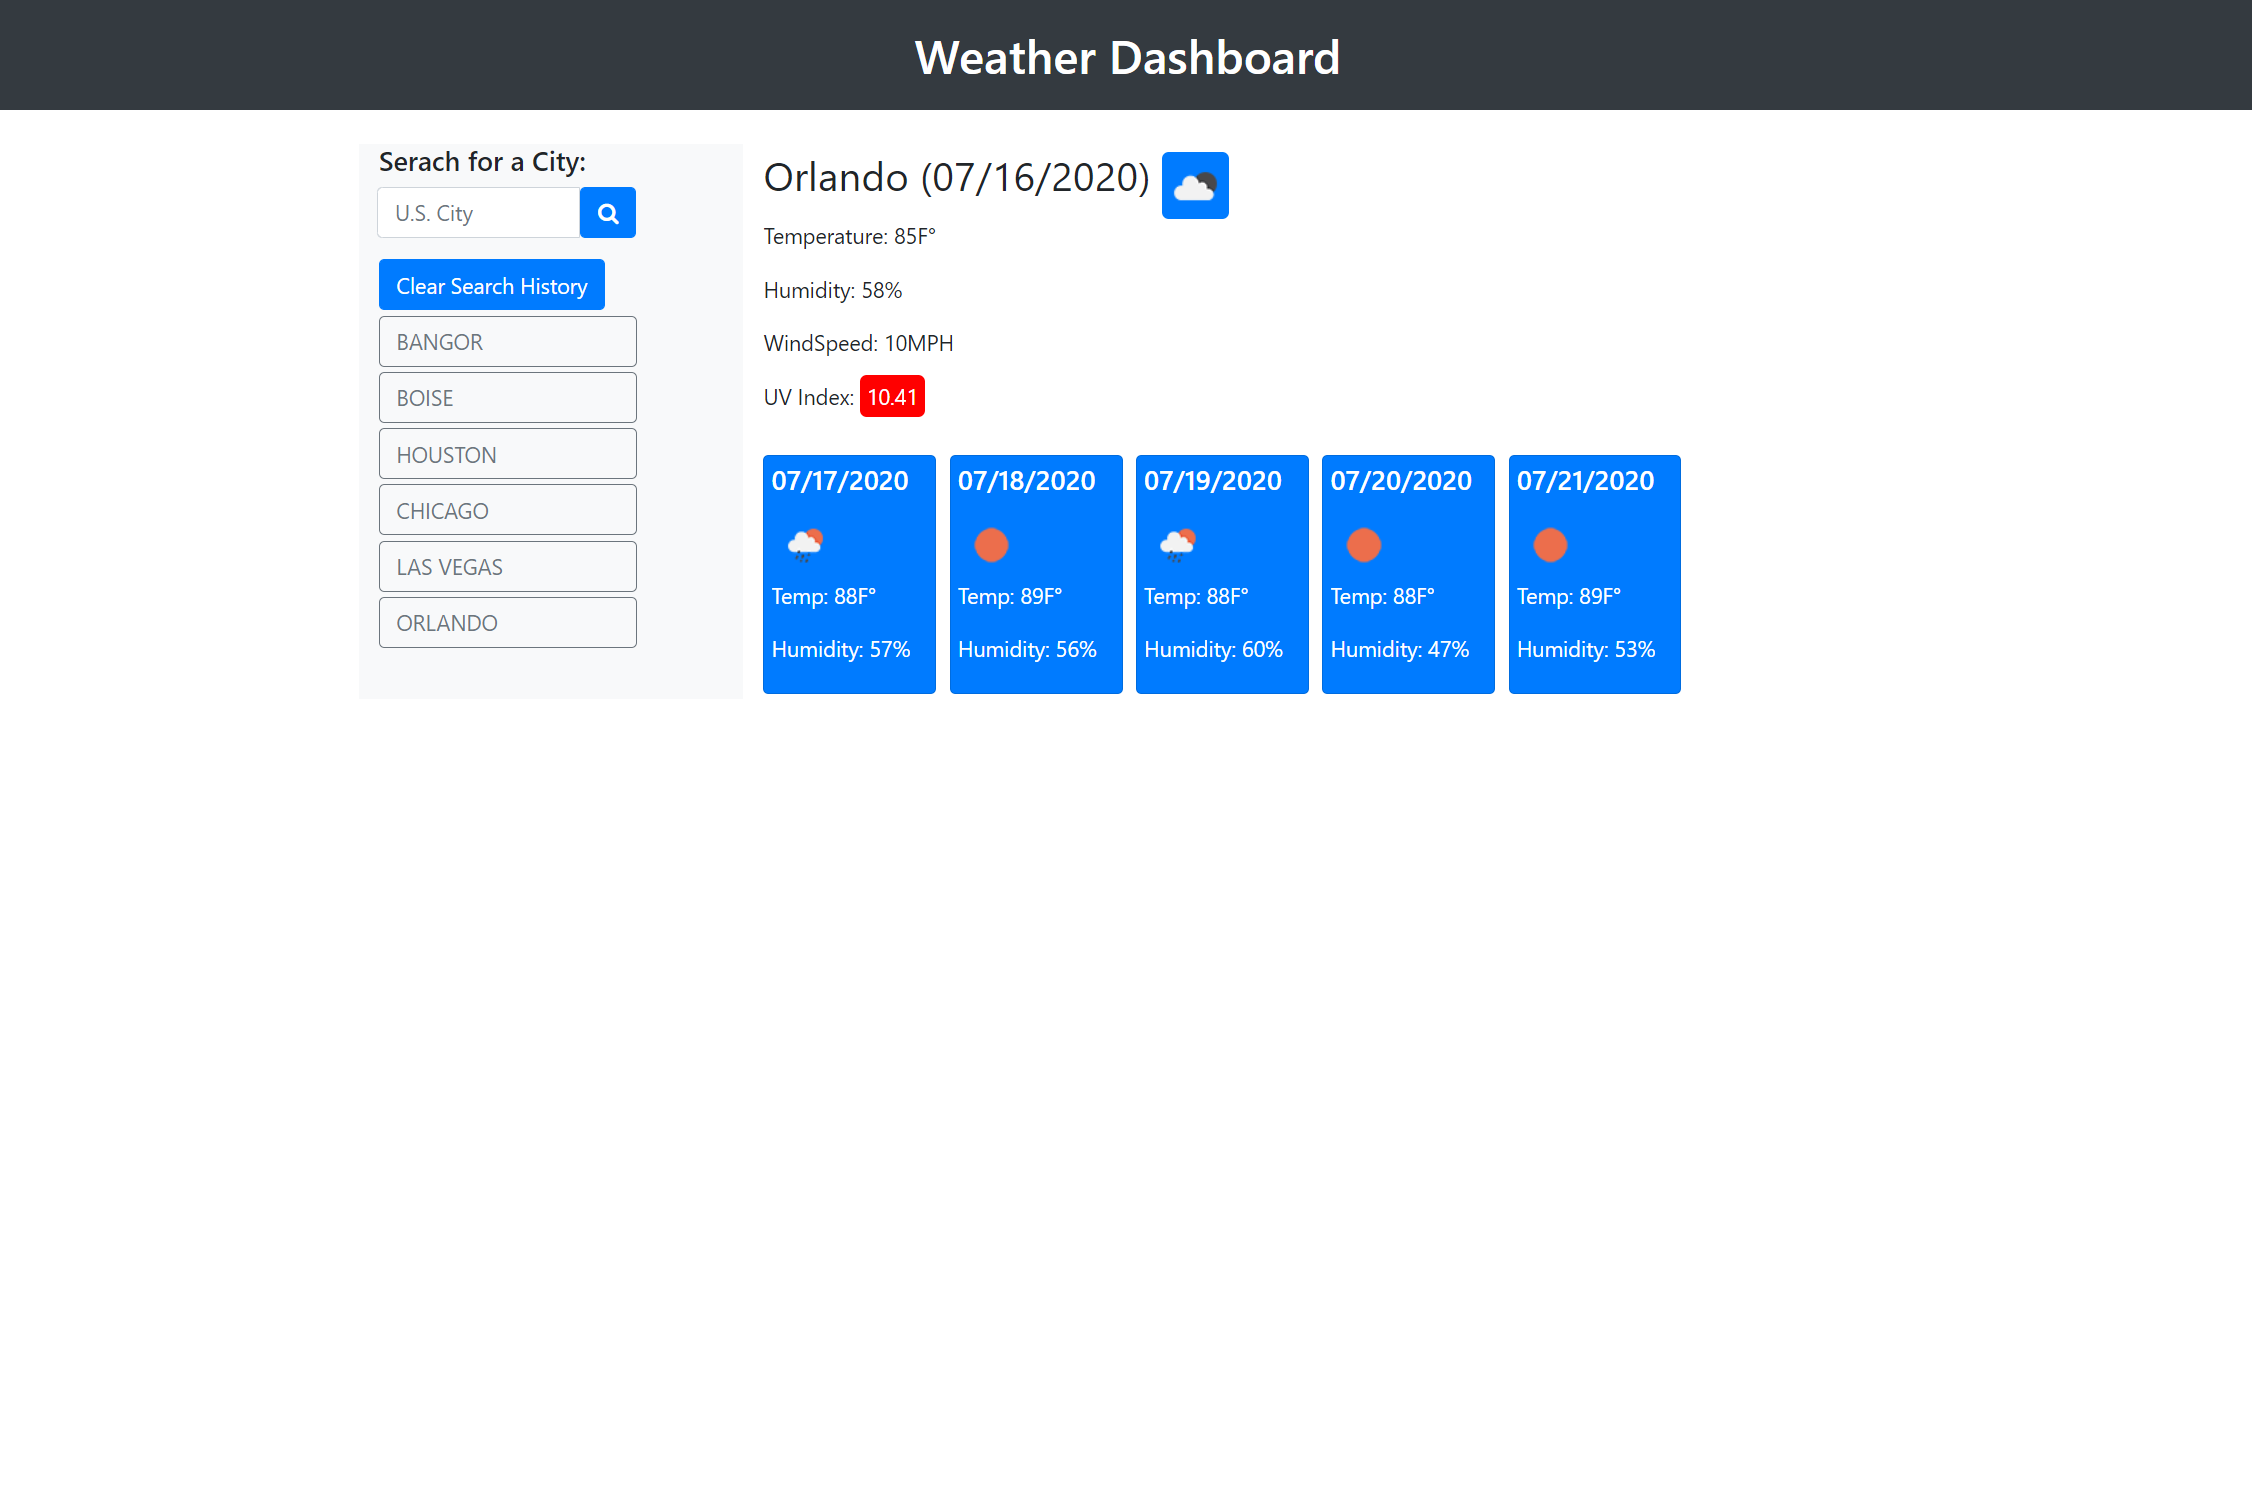 Weather Dashboard
Serach for a City:
U.S. City
Clear Search History
BANGOR
BOISE
HOUSTON
CHICAGO
LAS VEGAS
ORLANDO
Orlando (07/16/2020)
Temperature: 85F°
Humidity: 58%
WindSpeed: 10MPH
UV Index: 10.41
07/17/2020
Temp: 88F°
Humidity: 57%
07/18/2020
Temp: 89F°
Humidity: 56%
07/19/2020
Temp: 88F°
Humidity: 60%
07/20/2020
Temp: 88F°
Humidity: 47%
07/21/2020
Temp: 89F°
Humidity: 53%